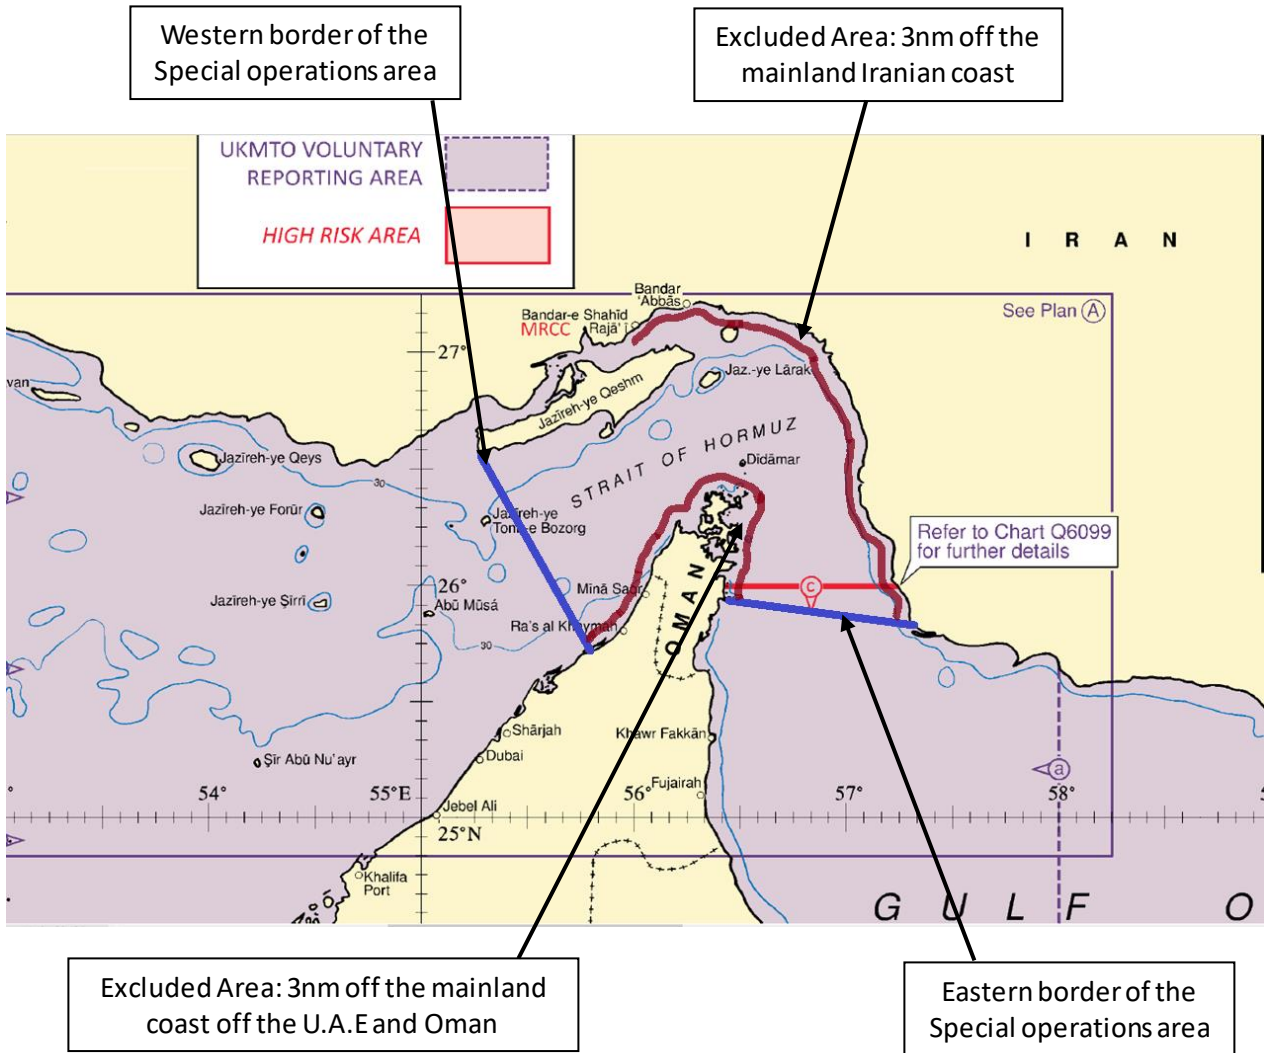 Western border of the
Special operations area
Excluded Area: 3nm off the
mainland Iranian coast
UKMTO VOLUNTARY
REPORTING AREA
HIGH RISK AREA
I R A N
See Plan A
Bandar
'Abbās
Bandar-e Shahīd
Rajā'ī
MRCC
27°
van
Jaz.-ye Lārak
Jazīreh-ye Qeshm
STRAIT OF HORMUZ
Dīdāmar
Jazīreh-ye Qeys
30
Jazīreh-ye Forūr
Jazīreh-ye
Tonb-e Bozorg
Refer to Chart Q6099
for further details
26°
Mīnā Saqr
c
Jazīreh-ye Şirrī
Abū Mūsá
Ra's al Khaymah
OMAN
30
Shārjah
Khawr Fakkān
Dubai
Şīr Abū Nu'ayr
a
Fujairah
54°
55°E
56°
57°
58°
Jebel Ali
25°N
Khalifa
Port
GULF O
Excluded Area: 3nm off the mainland
coast off the U.A.E and Oman
Eastern border of the
Special operations area